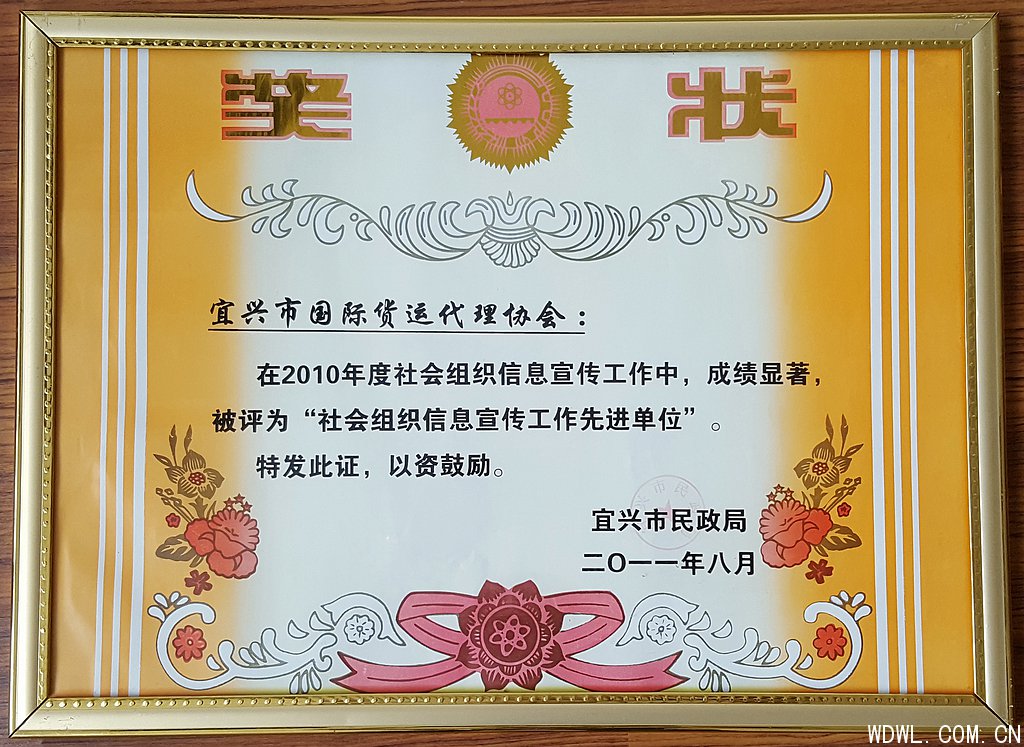 奖状
宜兴市国际货运代理协会：
在2010年度社会组织信息宣传工作中，成绩显著，
被评为“社会组织信息宣传工作先进单位”。
特发此证，以资鼓励。
宜兴市民政局
二〇一一年八月
WDWL.COM.CN